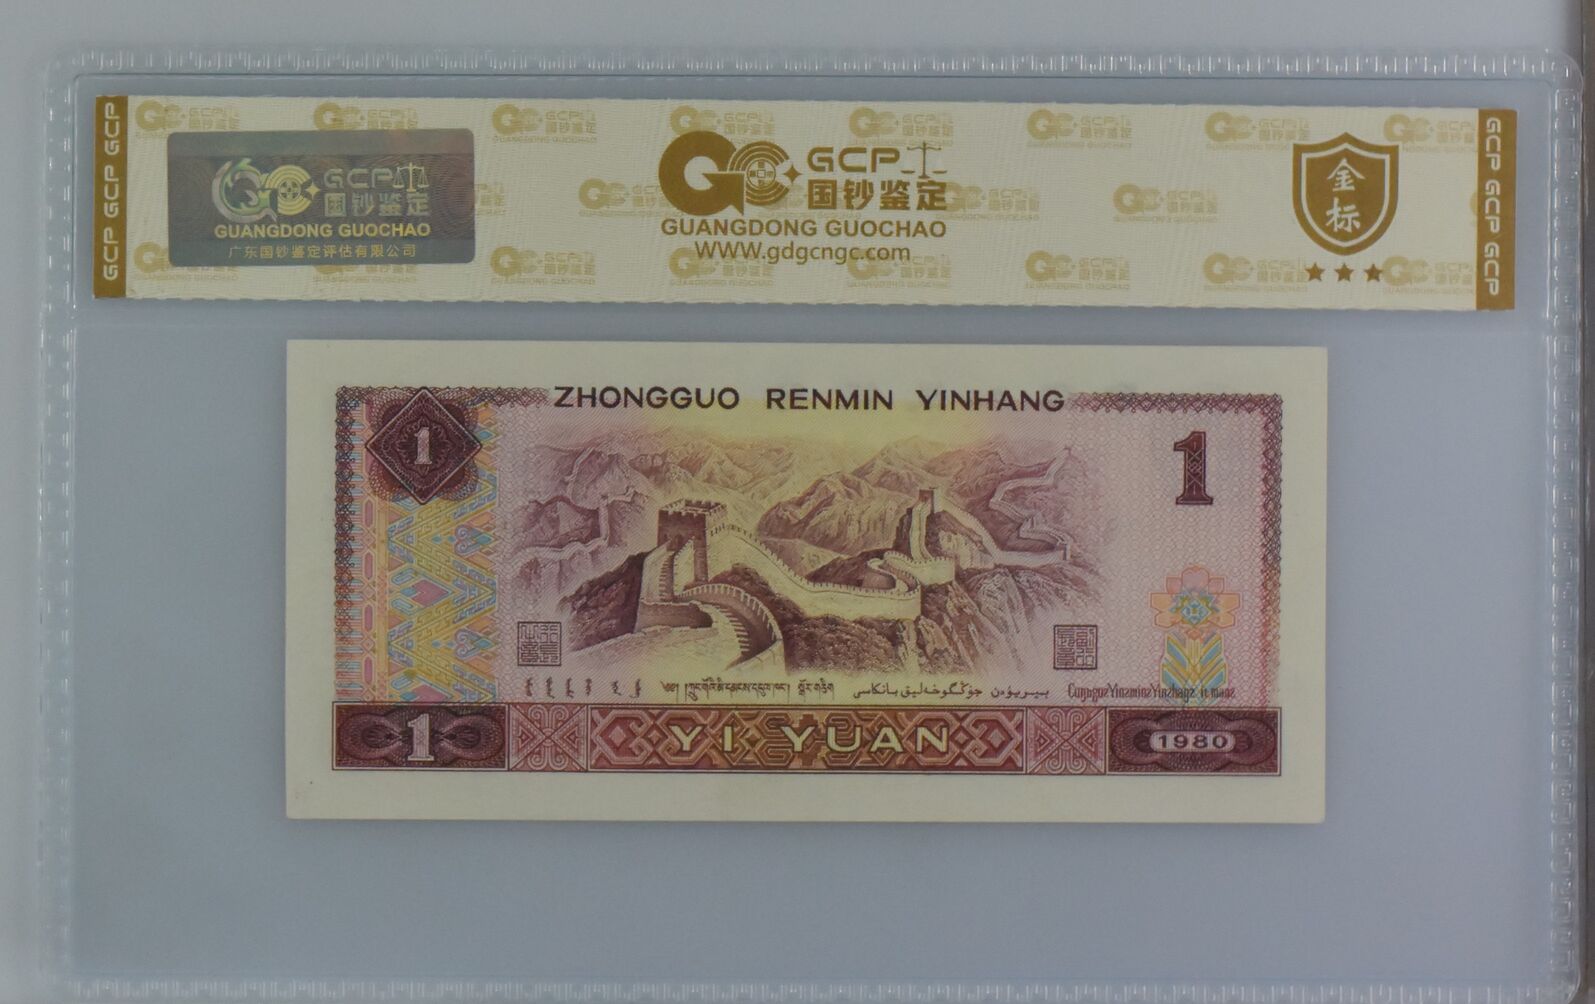 GCP GCP GCP
GCP
国钞鉴定
GUANGDONG GUOCHAO
广东国钞鉴定评估有限公司
GCP
国钞鉴定
GUANGDONG GUOCHAO
WWW.gdgcngc.com
金标
GCP GCP GCP
ZHONGGUO RENMIN YINHANG
1
1
1
YI YUAN
1980